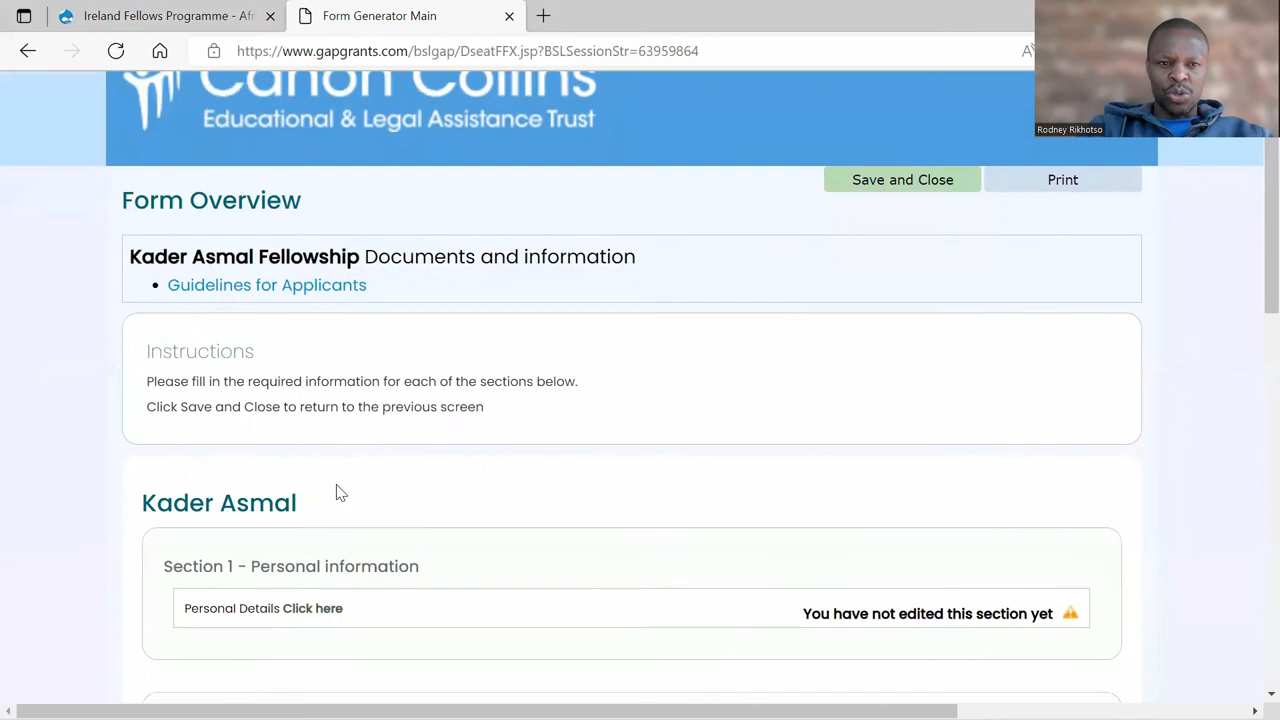 Ireland Fellows Programme - Afr
Form Generator Main
https://www.gapgrants.com/bslgap/DseatFFX.jsp?BSLSessionStr=63959864
Rodney Rikhotso
Canon Collins
Educational & Legal Assistance Trust
Save and Close
Print
Form Overview
Kader Asmal Fellowship Documents and information
• Guidelines for Applicants
Instructions
Please fill in the required information for each of the sections below.
Click Save and Close to return to the previous screen
Kader Asmal
Section 1 - Personal information
Personal Details Click here
You have not edited this section yet